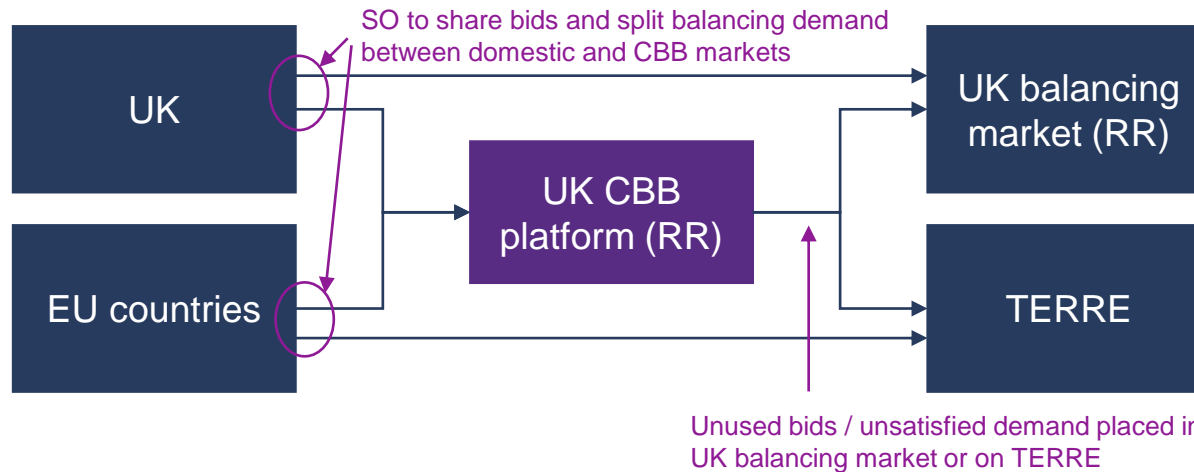 SO to share bids and split balancing demand
between domestic and CBB markets
UK
UK balancing
market (RR)
UK CBB
platform (RR)
EU countries
TERRE
Unused bids / unsatisfied demand placed in
UK balancing market or on TERRE